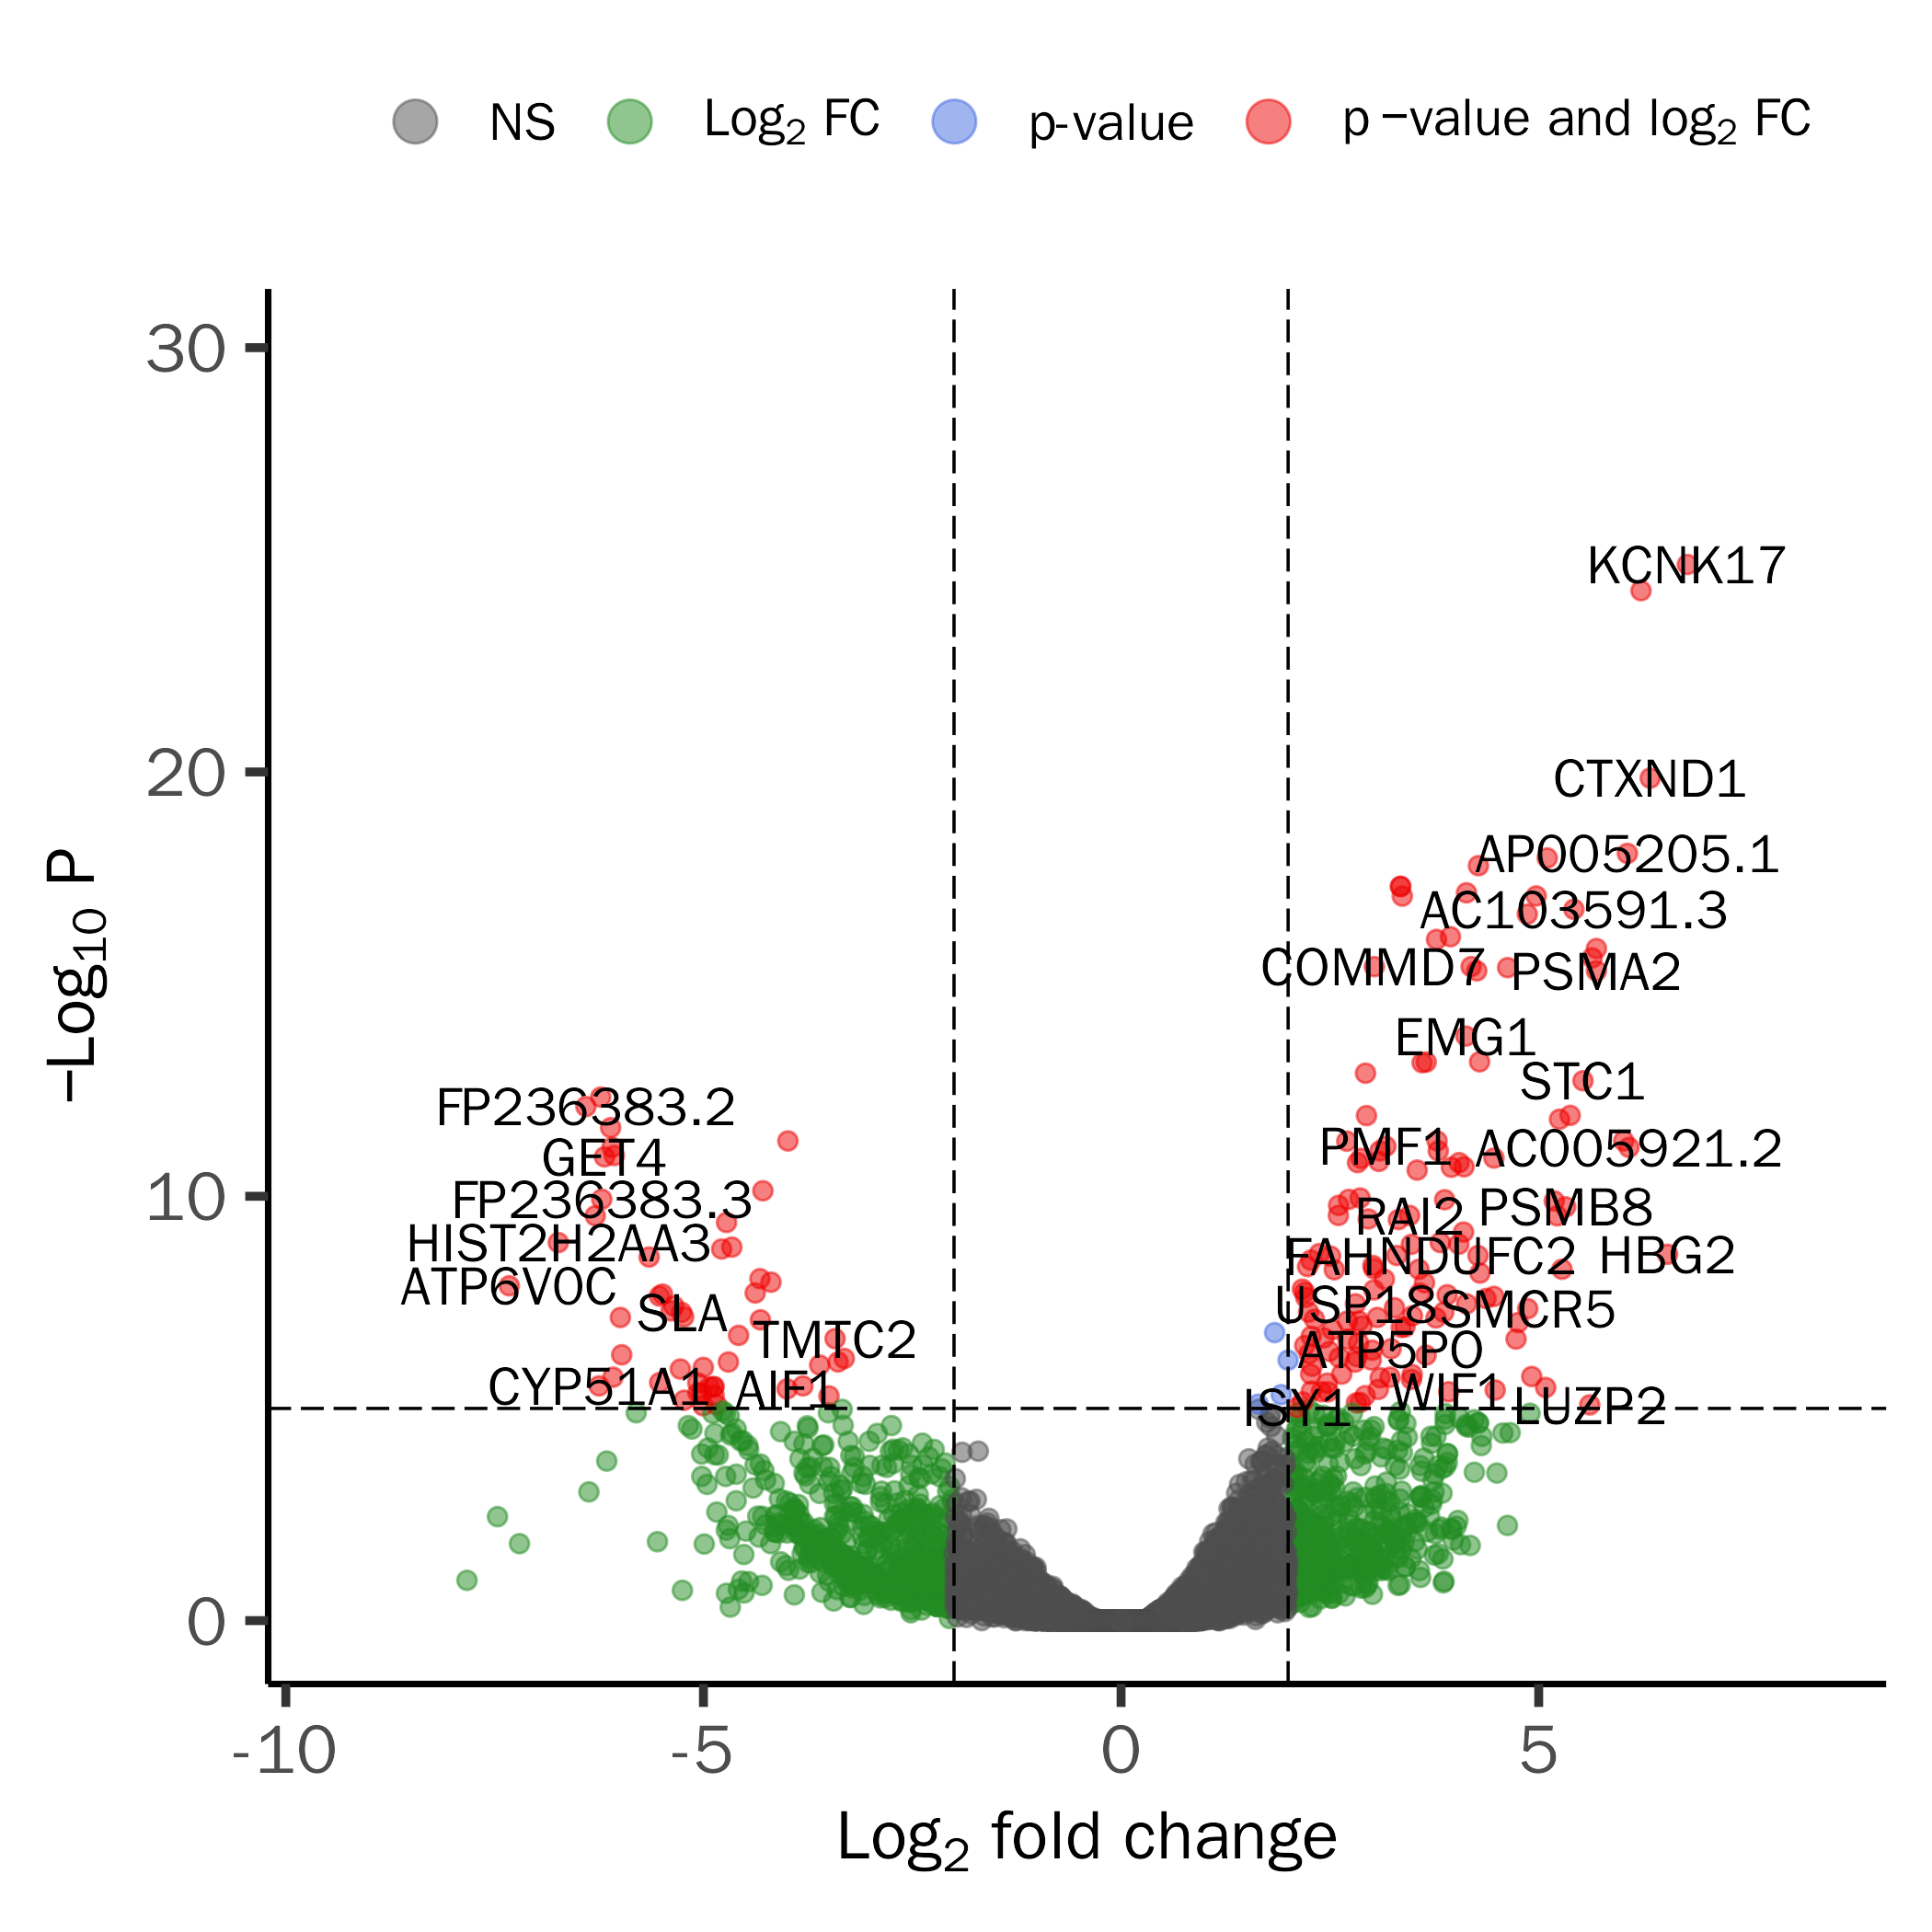 NS Log2 FC p-value p −value and log2 FC
30
20
10
0
−Log10 P
KCNK17
CTXND1
AP005205.1
AC103591.3
COMMD7
PSMA2
EMG1
STC1
FP236383.2
PMF1
AC005921.2
GET4
FP236383.3
RAI2
PSMB8
HIST2H2AA3
FAHNDUFC2
HBG2
ATP6V0C
SLA
USP18
SMCR5
TMTC2
ATP5PO
CYP51A1
AIF1
WIF1
ISY1
LUZP2
-10 -5 0 5
Log2 fold change